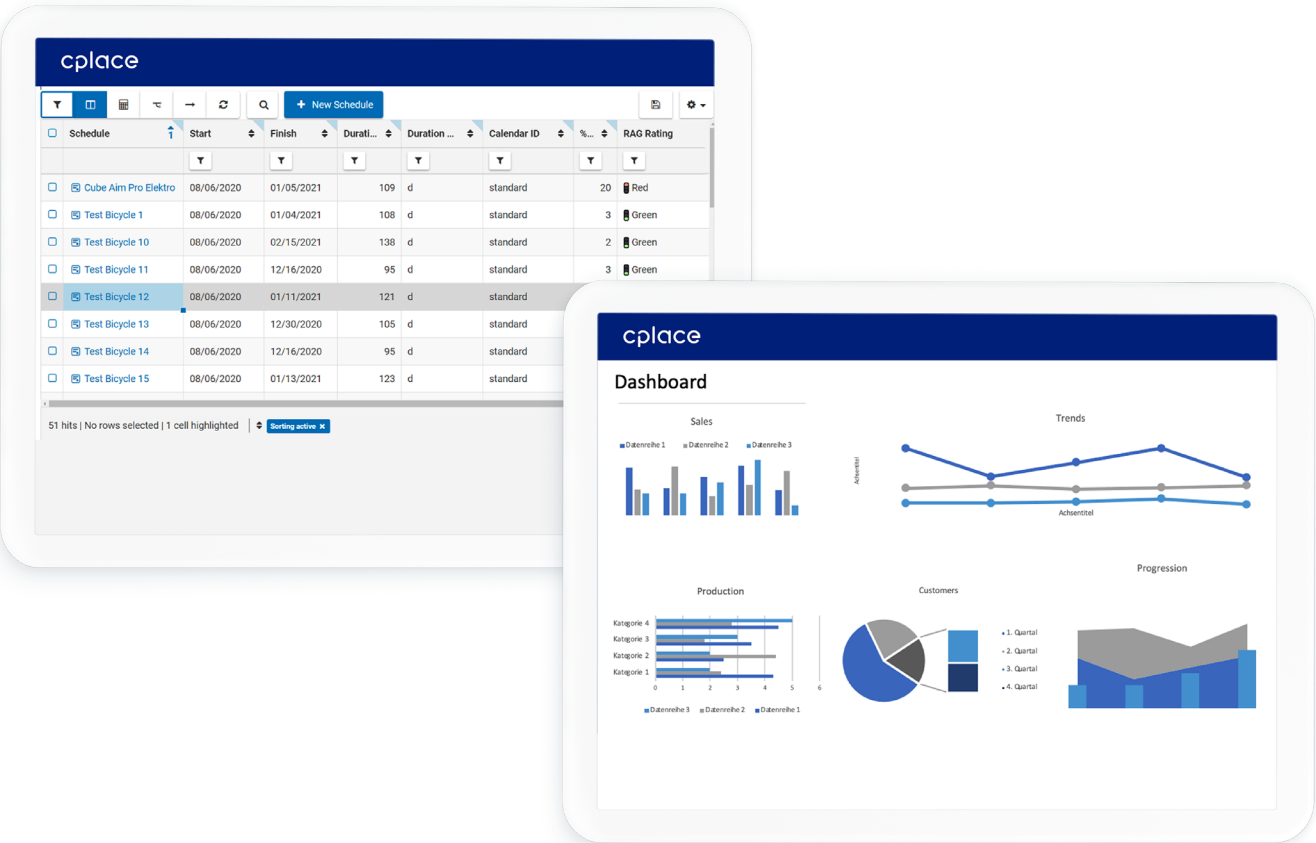 cplace
New Schedule
Schedule 1 Start Finish Durati... Duration ... Calendar ID %... RAG Rating
Cube Aim Pro Elektro 08/06/2020 01/05/2021 109 d standard 20 Red
Test Bicycle 1 08/06/2020 01/04/2021 108 d standard 3 Green
Test Bicycle 10 08/06/2020 02/15/2021 138 d standard 2 Green
Test Bicycle 11 08/06/2020 12/16/2020 95 d standard 3 Green
Test Bicycle 12 08/06/2020 01/11/2021 121 d standard
Test Bicycle 13 08/06/2020 12/30/2020 105 d standard
Test Bicycle 14 08/06/2020 12/16/2020 95 d standard
Test Bicycle 15 08/06/2020 01/13/2021 123 d standard
51 hits | No rows selected | 1 cell highlighted Sorting active x
cplace
Dashboard
Sales
Datenreihe 1 Datenreihe 2 Datenreihe 3
Trends
Achsentitel
Achsentitel
Production
Kategorie 4
Kategorie 3
Kategorie 2
Kategorie 1
0 1 2 3 4 5 6
Datenreihe 3 Datenreihe 2 Datenreihe 1
Customers
1. Quartal
2. Quartal
3. Quartal
4. Quartal
Progression